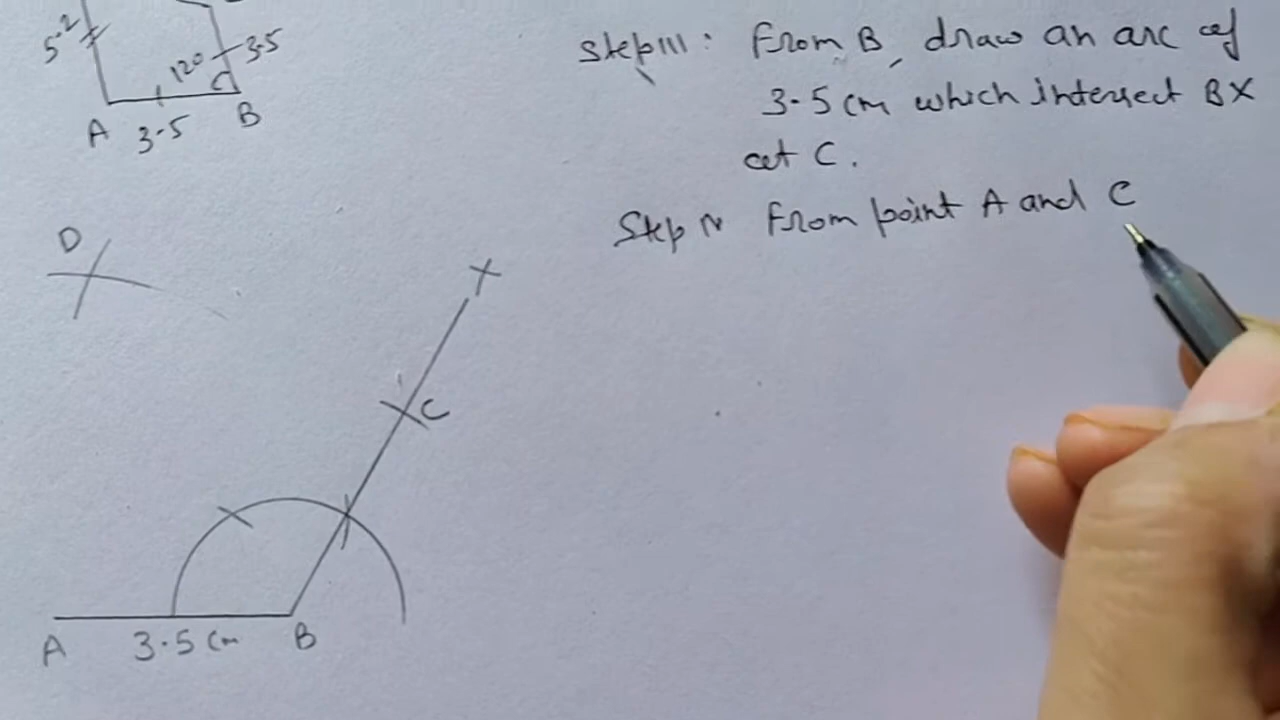 5.2
120
3.5
A
3.5
B
Step III: From B, draw an arc of
3.5 cm which intersect BX
at C.
Step IV From point A and C
D
X
C
A
3.5 cm
B